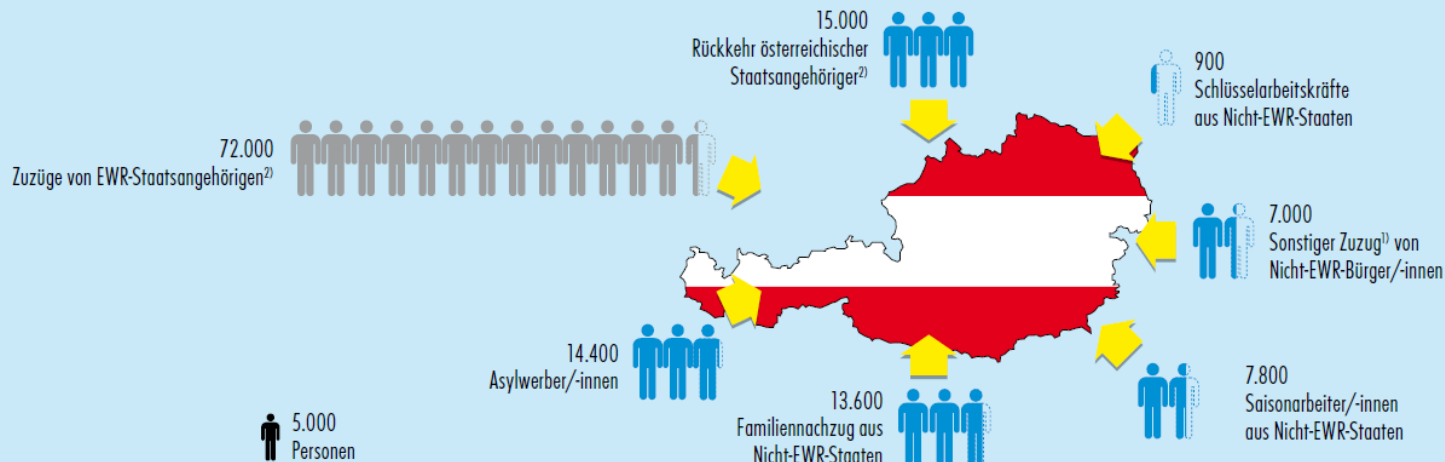 15.000
Rückkehr österreichischer
Staatsangehöriger²⁾
900
Schlüsselarbeitskräfte
aus Nicht-EWR-Staaten
72.000
Zuzüge von EWR-Staatsangehörigen²⁾
7.000
Sonstiger Zuzug¹⁾ von
Nicht-EWR-Bürger/-innen
14.400
Asylwerber/-innen
13.600
Familiennachzug aus
Nicht-EWR-Staaten
7.800
Saisonarbeiter/-innen
aus Nicht-EWR-Staaten
5.000
Personen